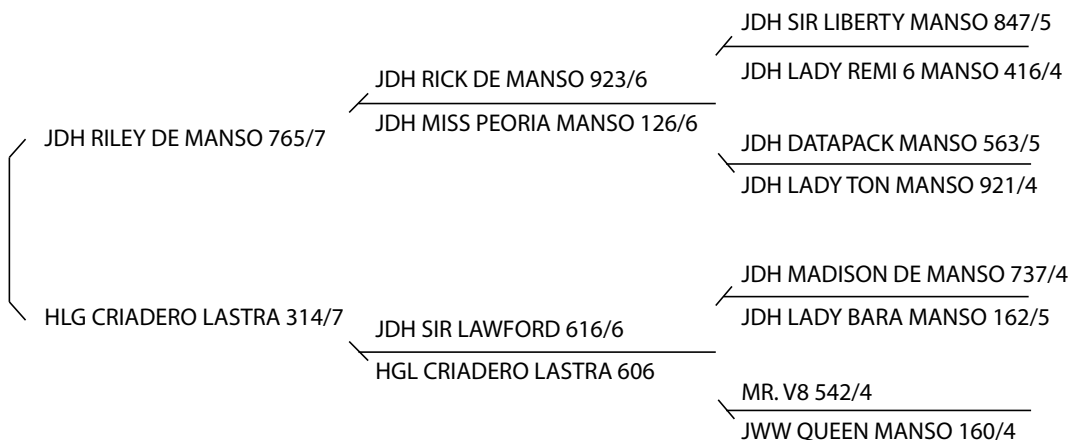 JDH SIR LIBERTY MANSO 847/5
JDH LADY REMI 6 MANSO 416/4
JDH RICK DE MANSO 923/6
JDH MISS PEORIA MANSO 126/6
JDH RILEY DE MANSO 765/7
JDH DATAPACK MANSO 563/5
JDH LADY TON MANSO 921/4
JDH MADISON DE MANSO 737/4
JDH LADY BARA MANSO 162/5
HLG CRIADERO LASTRA 314/7
JDH SIR LAWFORD 616/6
HGL CRIADERO LASTRA 606
MR. V8 542/4
JWW QUEEN MANSO 160/4